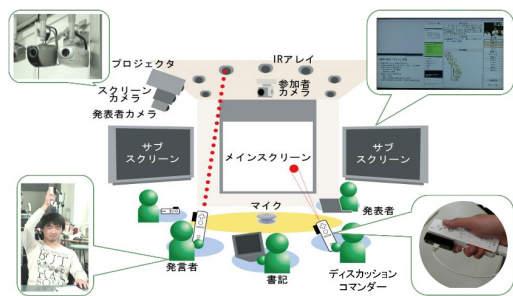 プロジェクタ
IRアレイ
スクリーン
カメラ
参加者
カメラ
発表者カメラ
サブ
スクリーン
メインスクリーン
サブ
スクリーン
マイク
発表者
発言者
書記
ディスカッション
コマンダー